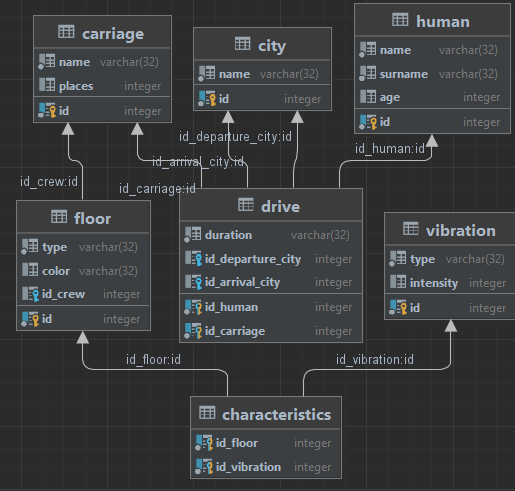 carriage
name varchar(32)
places integer
id integer
city
name varchar(32)
id integer
human
name varchar(32)
surname varchar(32)
age integer
id integer
id_departure_city:id
id_arrival_city:id
id_human:id
id_crew:id
id_carriage:id
floor
type varchar(32)
color varchar(32)
id_crew integer
id integer
drive
duration varchar(32)
id_departure_city integer
id_arrival_city integer
id_human integer
id_carriage integer
vibration
type varchar(32)
intensity integer
id integer
id_floor:id
id_vibration:id
characteristics
id_floor integer
id_vibration integer